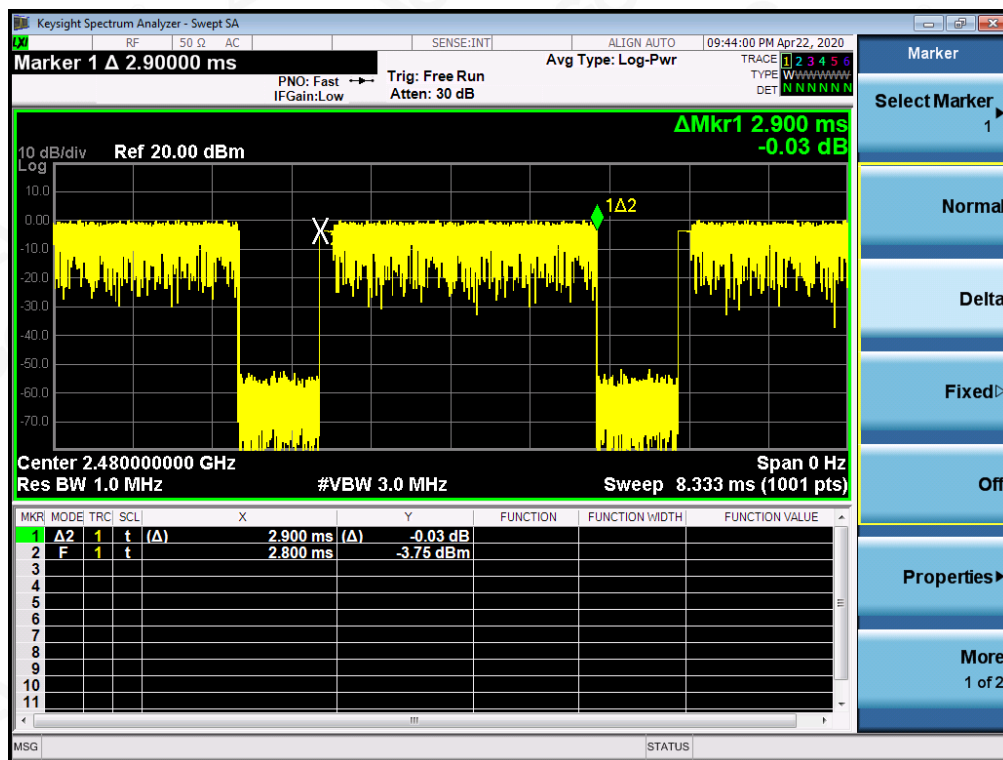 Keysight Spectrum Analyzer - Swept SA
LXI RF 50 Ω AC SENSE:INT ALIGN AUTO 09:44:00 PM Apr 22, 2020
Marker 1 Δ 2.90000 ms
PNO: Fast
IFGain:Low
Trig: Free Run
Atten: 30 dB
Avg Type: Log-Pwr
TRACE 1 2 3 4 5 6
TYPE WWWWWW
DET N N N N N N
ΔMkr1 2.900 ms
-0.03 dB
10 dB/div Ref 20.00 dBm
Log
10.0
0.00
-10.0
-20.0
-30.0
-40.0
-50.0
-60.0
-70.0
X
1Δ2
Center 2.480000000 GHz Span 0 Hz
Res BW 1.0 MHz #VBW 3.0 MHz Sweep 8.333 ms (1001 pts)
MKR MODE TRC SCL X Y FUNCTION FUNCTION WIDTH FUNCTION VALUE
1 Δ2 1 t (Δ) 2.900 ms (Δ) -0.03 dB
2 F 1 t 2.800 ms -3.75 dBm
3
4
5
6
7
8
9
10
11
MSG STATUS
Marker
Select Marker
1
Normal
Delta
Fixed
Off
Properties
More
1 of 2